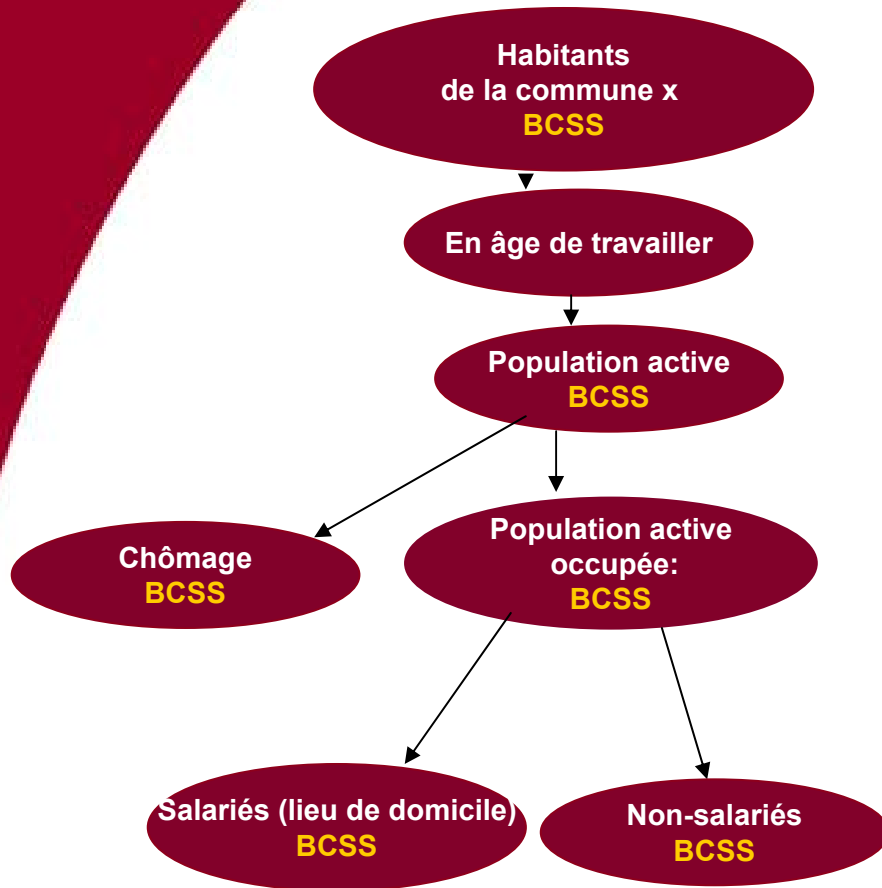 Habitants
de la commune x
BCSS
En âge de travailler
Population active
BCSS
Chômage
BCSS
Population active
occupée:
BCSS
Salariés (lieu de domicile)
BCSS
Non-salariés
BCSS